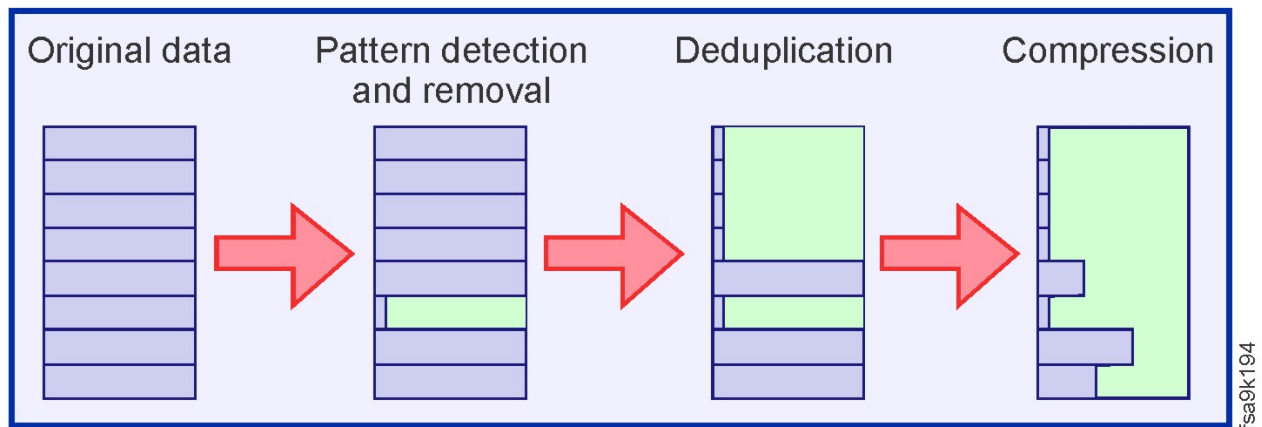 Original data
Pattern detection
and removal
Deduplication
Compression
fsa9k194